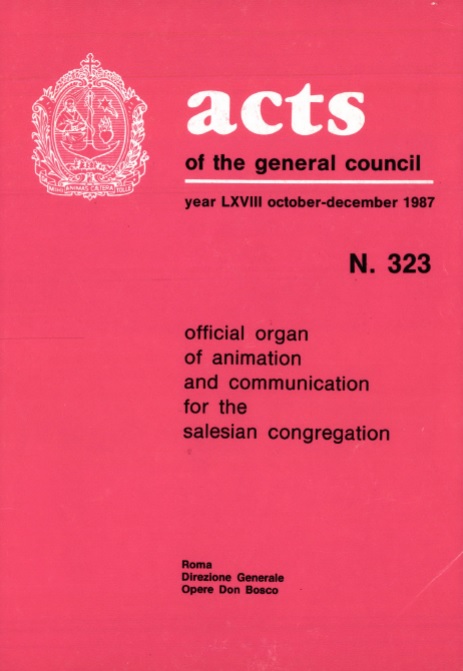 acts
of the general council
year LXVIII october-december 1987
N. 323
official organ
of animation
and communication
for the
salesian congregation
Roma
Direzione Generale
Opere Don Bosco